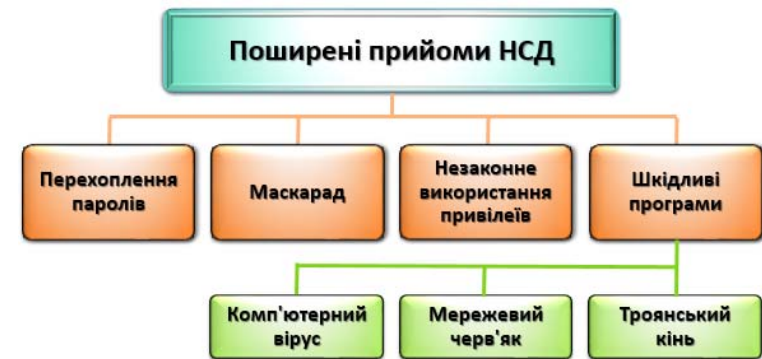 Поширені прийоми НСД
Перехоплення
паролів
Маскарад
Незаконне
використання
привілеїв
Шкідливі
програми
Комп'ютерний
вірус
Мережевий
черв'як
Троянський
кінь